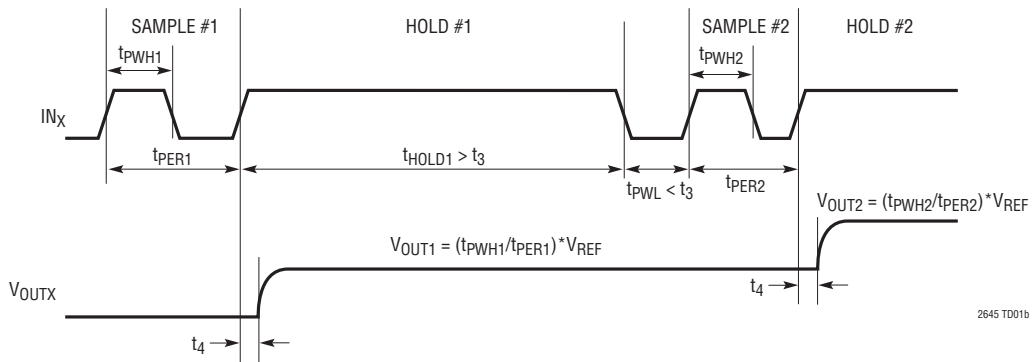 SAMPLE #1
HOLD #1
SAMPLE #2
HOLD #2
tPWH1
tPWH2
INX
tPER1
tHOLD1 > t3
tPWL < t3
tPER2
VOUT2 = (tPWH2/tPER2)*VREF
VOUT1 = (tPWH1/tPER1)*VREF
VOUTX
t4
t4
2645 TD01b